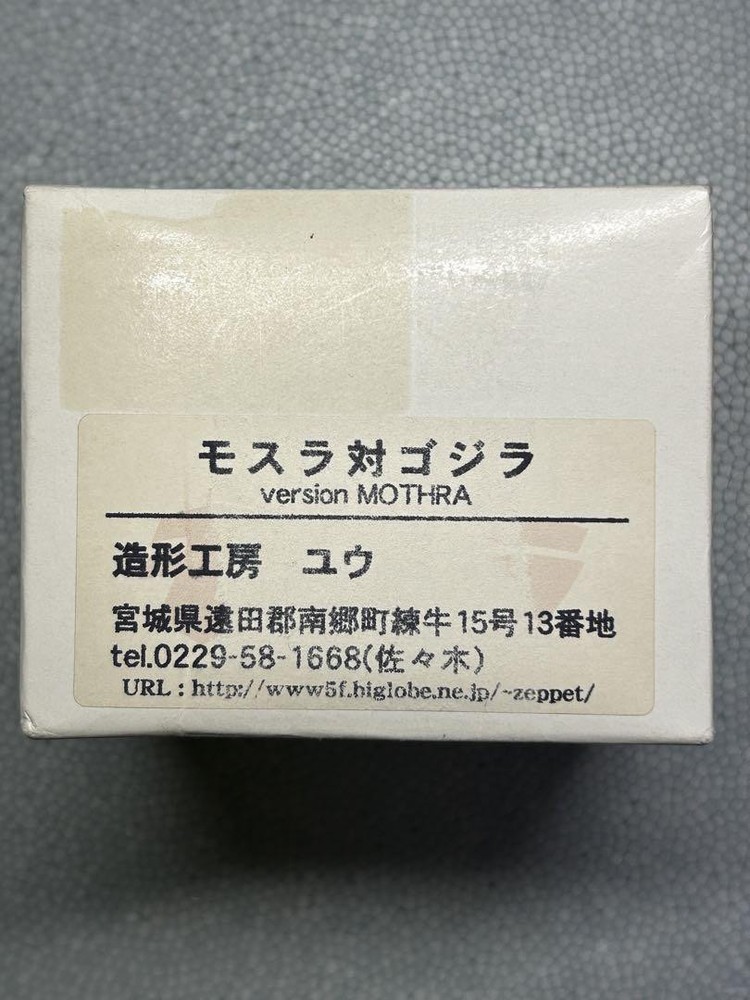 モスラ対ゴジラ
version MOTHRA
造形工房 ユウ
宮城県遠田郡南郷町練牛15号13番地
tel.0229-58-1668(佐々木)
URL : http://www5f.biglobe.ne.jp/~zeppet/